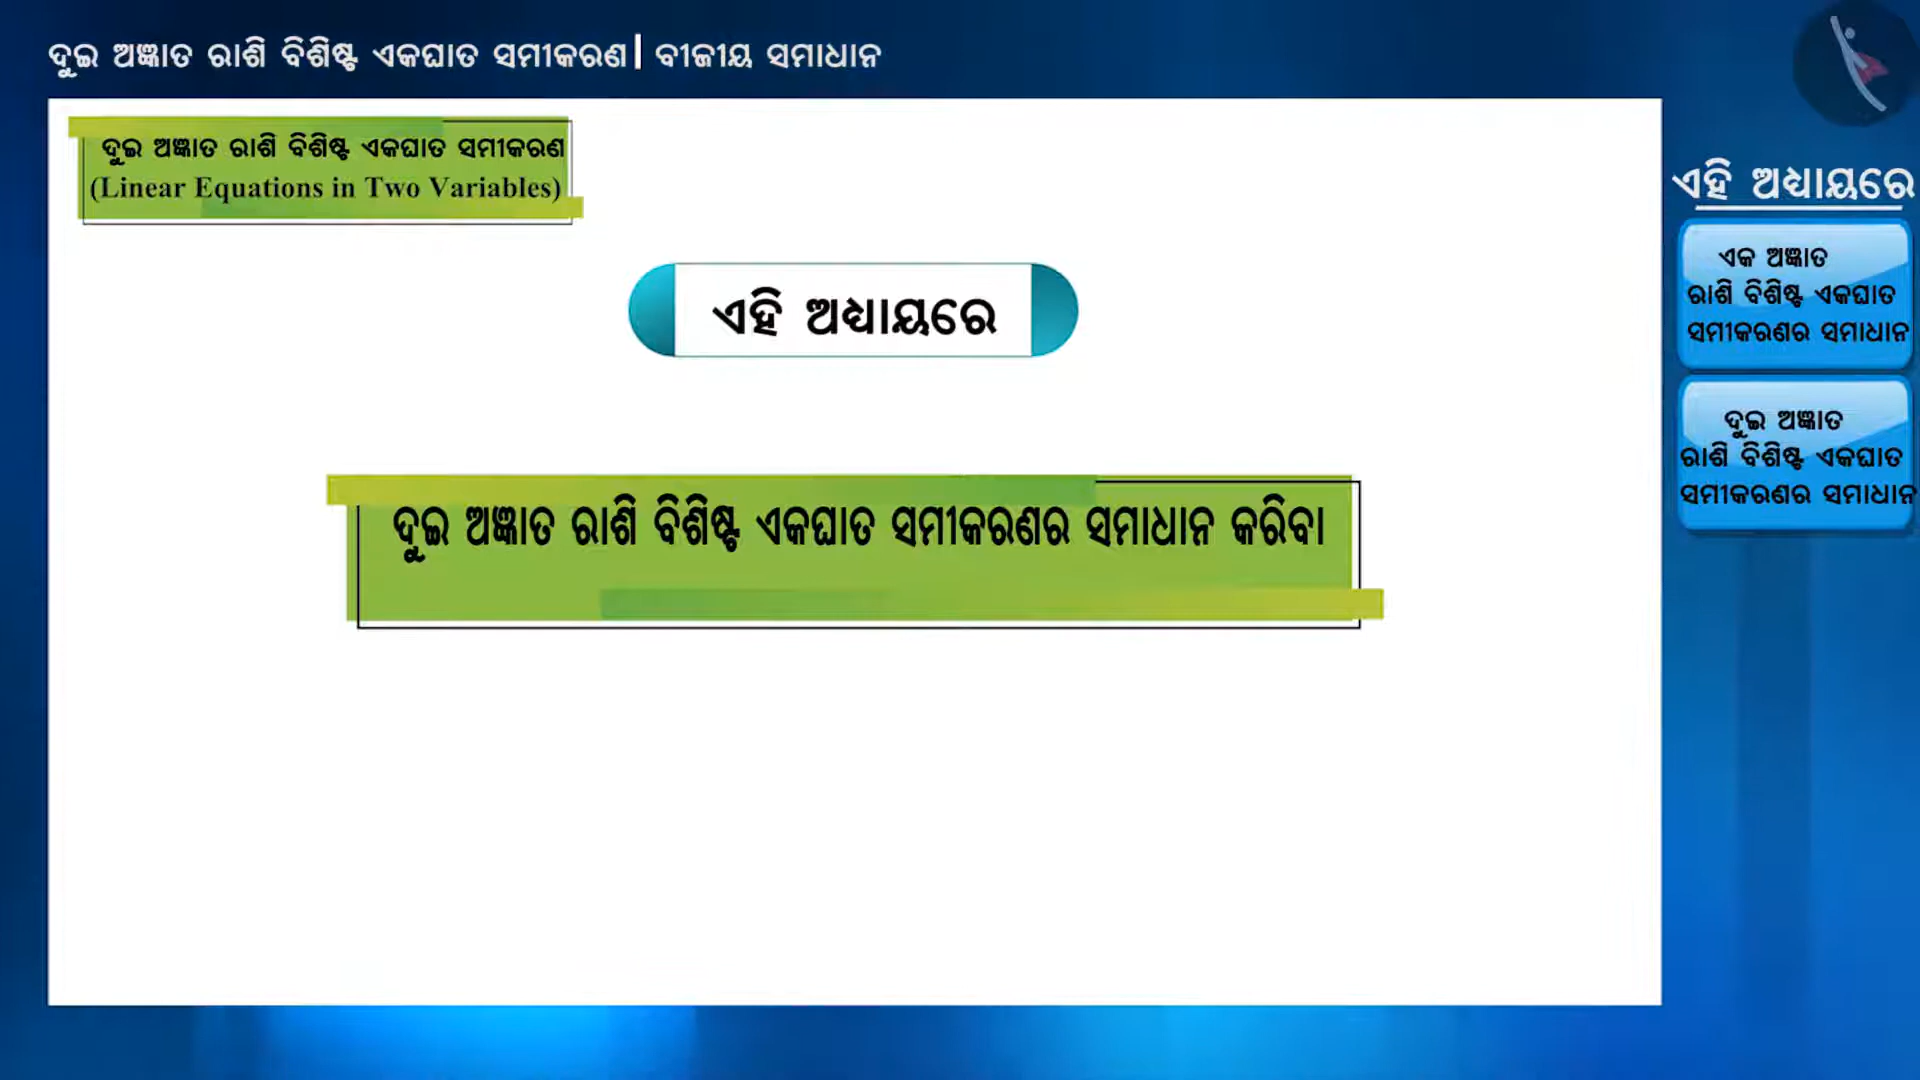 ଦୁଇ ଅଜ୍ଞାତ ରାଶି ବିଶିଷ୍ଟ ଏକଘାତ ସମୀକରଣ| ବୀଜୀୟ ସମାଧାନ
ଦୁଇ ଅଜ୍ଞାତ ରାଶି ବିଶିଷ୍ଟ ଏକଘାତ ସମୀକରଣ
(Linear Equations in Two Variables)
ଏହି ଅଧ୍ୟାୟରେ
ଦୁଇ ଅଜ୍ଞାତ ରାଶି ବିଶିଷ୍ଟ ଏକଘାତ ସମୀକରଣର ସମାଧାନ କରିବା
ଏହି ଅଧ୍ୟାୟରେ
ଏକ ଅଜ୍ଞାତ
ରାଶି ବିଶିଷ୍ଟ ଏକଘାତ
ସମୀକରଣର ସମାଧାନ
ଦୁଇ ଅଜ୍ଞାତ
ରାଶି ବିଶିଷ୍ଟ ଏକଘାତ
ସମୀକରଣର ସମାଧାନ